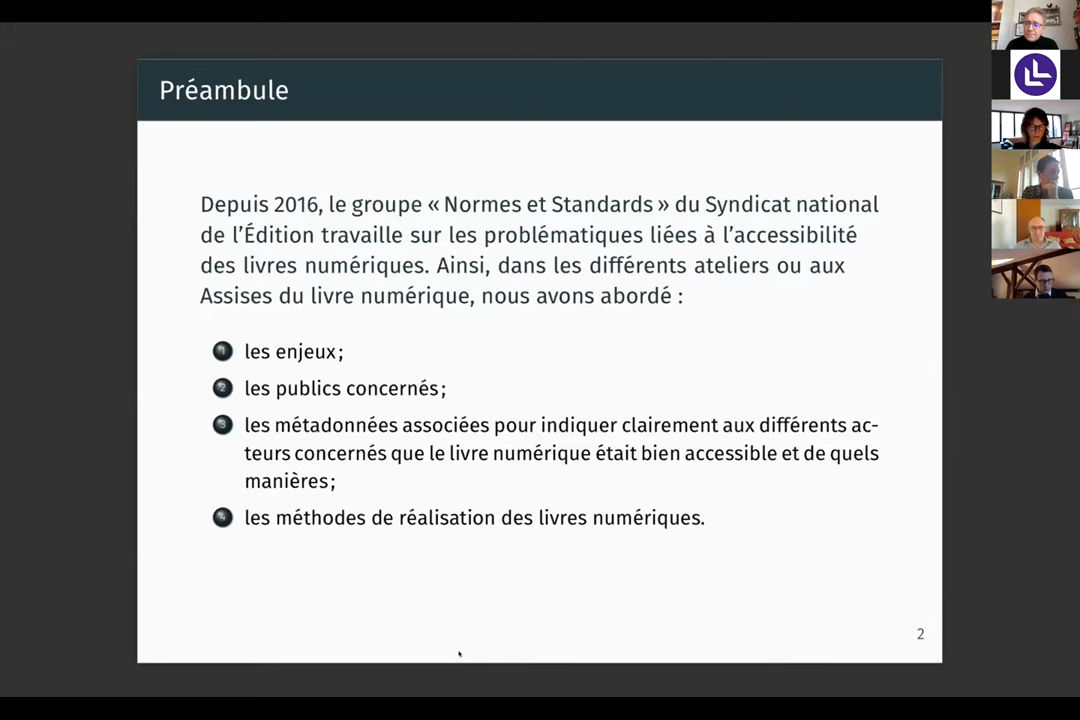 Préambule
Depuis 2016, le groupe « Normes et Standards » du Syndicat national
de l’Édition travaille sur les problématiques liées à l’accessibilité
des livres numériques. Ainsi, dans les différents ateliers ou aux
Assises du livre numérique, nous avons abordé :
1 les enjeux ;
2 les publics concernés ;
3 les métadonnées associées pour indiquer clairement aux différents ac-
teurs concernés que le livre numérique était bien accessible et de quels
manières ;
4 les méthodes de réalisation des livres numériques.
2